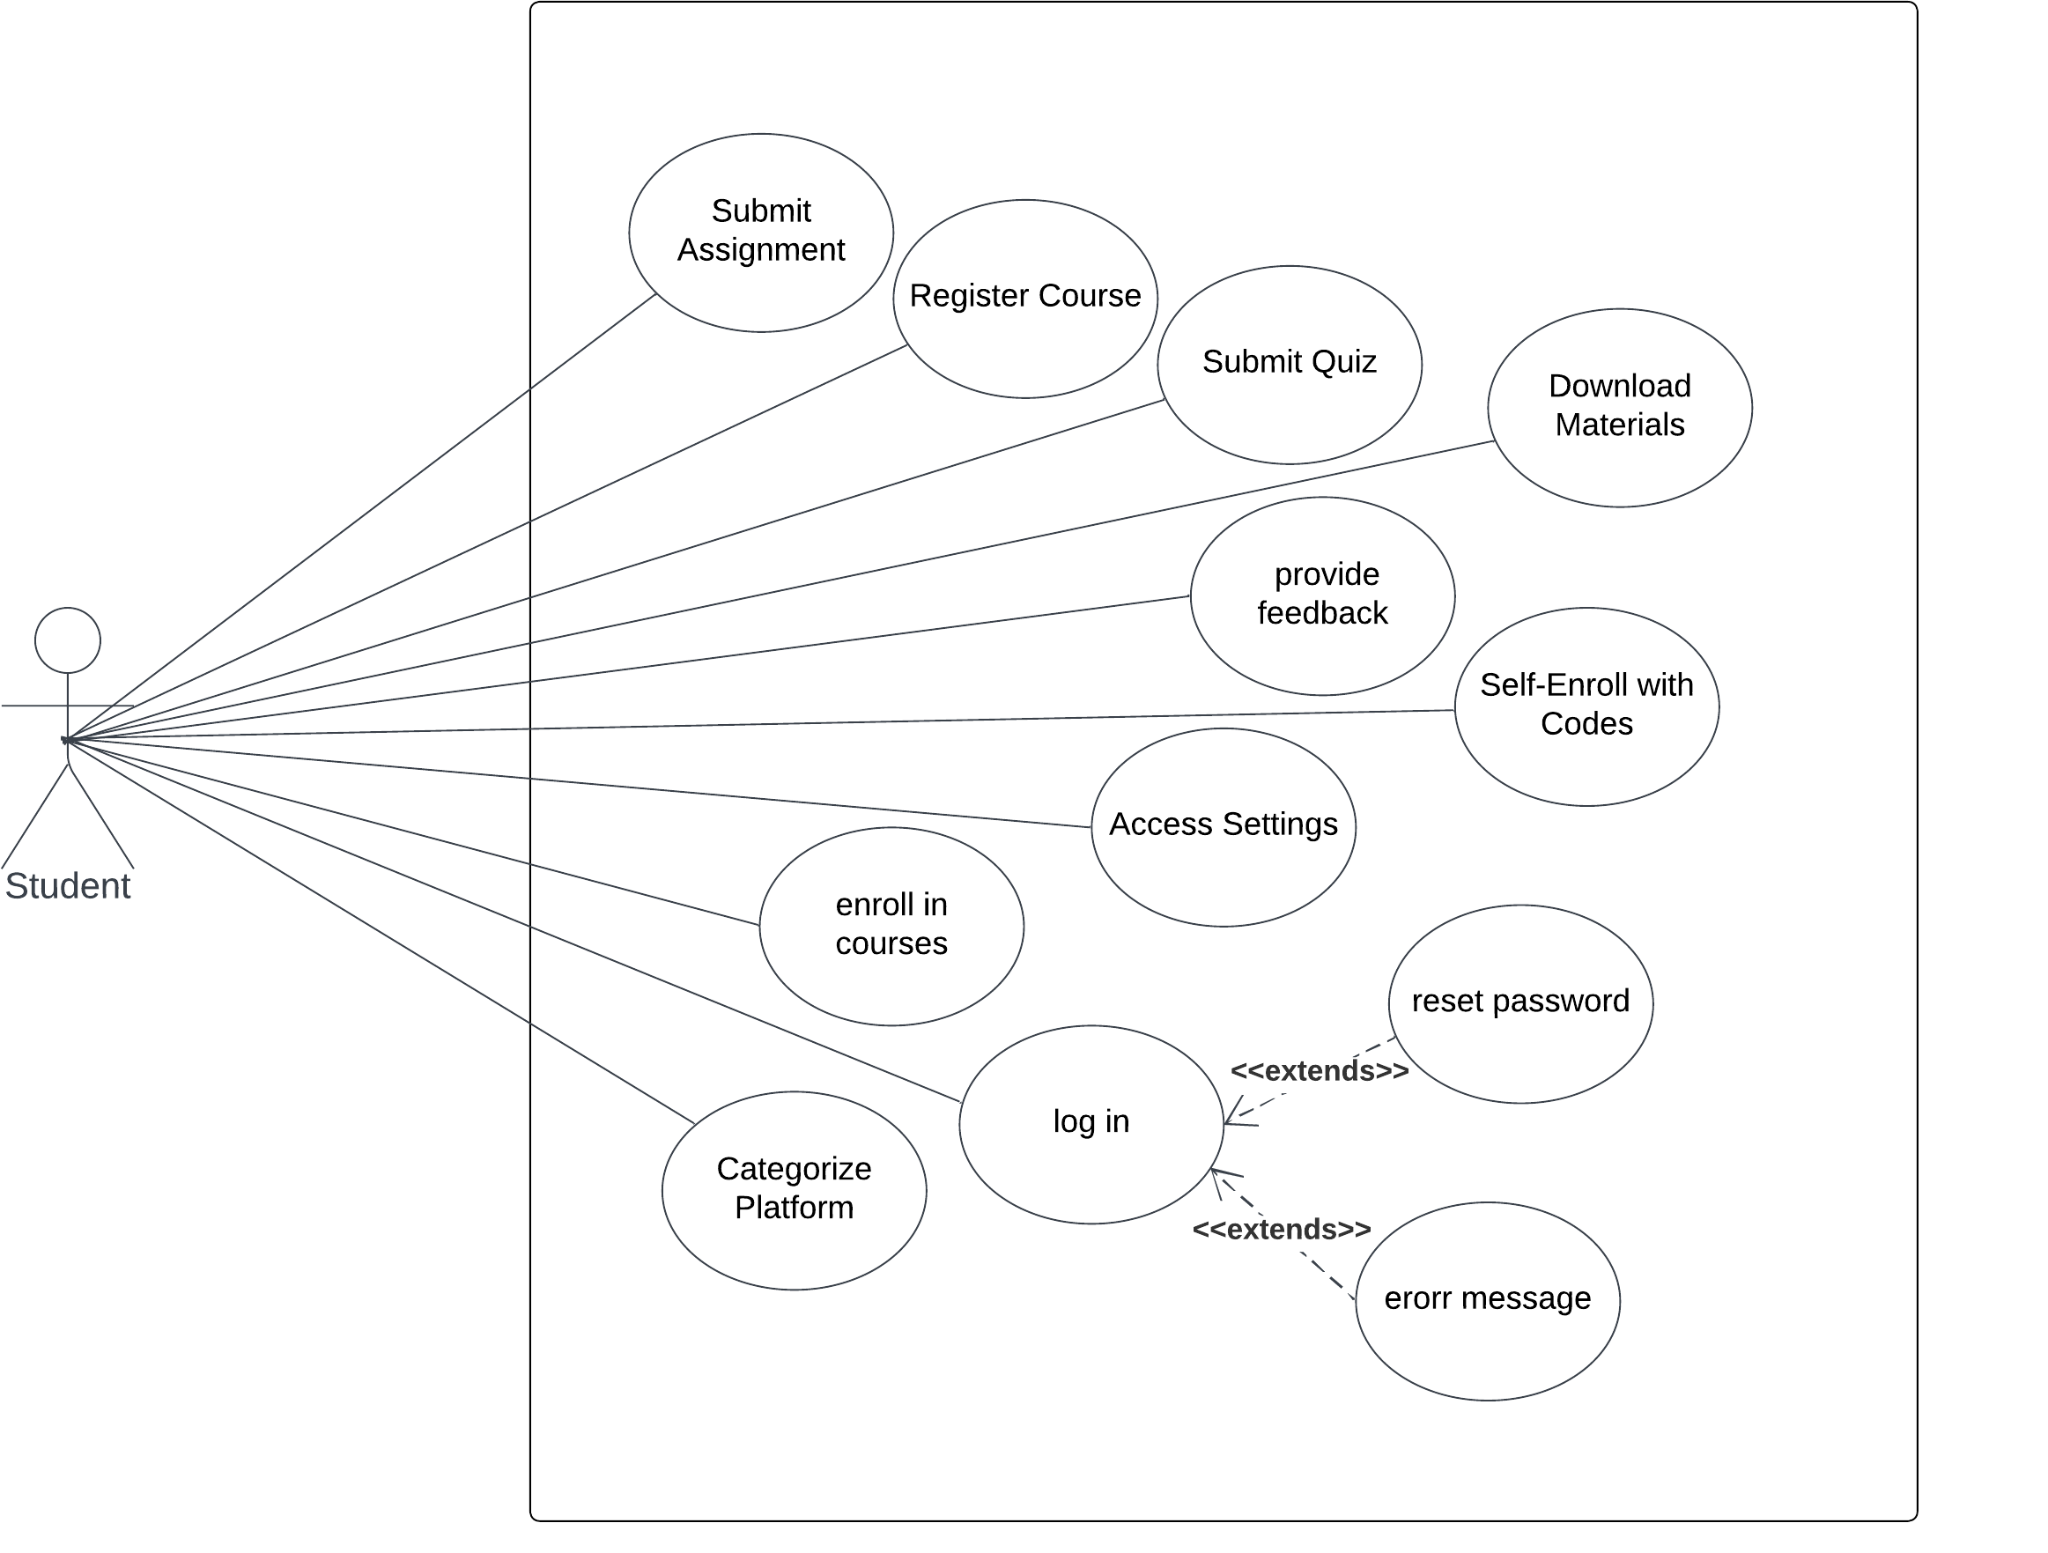 Submit
Assignment
Register Course
Submit Quiz
Download
Materials
provide
feedback
Self-Enroll with
Codes
Access Settings
Student
enroll in
courses
reset password
<<extends>>
log in
Categorize
Platform
<<extends>>
erorr message